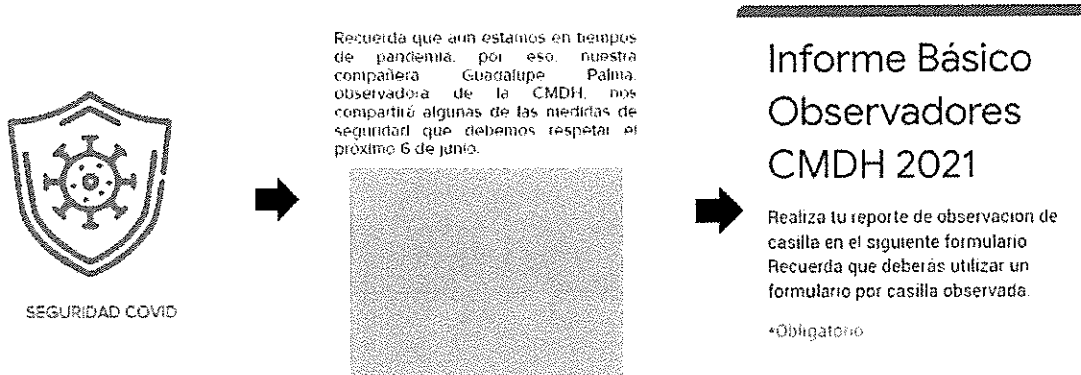 SEGURIDAD COVID
Recuerda que aún estamos en tiempos
de pandemia, por eso, nuestra
compañera Guadalupe Palma,
observadora de la CMDH, nos
compartirá algunas de las medidas de
seguridad que debemos respetar el
próximo 6 de junio.
Informe Básico
Observadores
CMDH 2021
Realiza tu reporte de observación de
casilla en el siguiente formulario
Recuerda que deberás utilizar un
formulario por casilla observada.
*Obligatorio